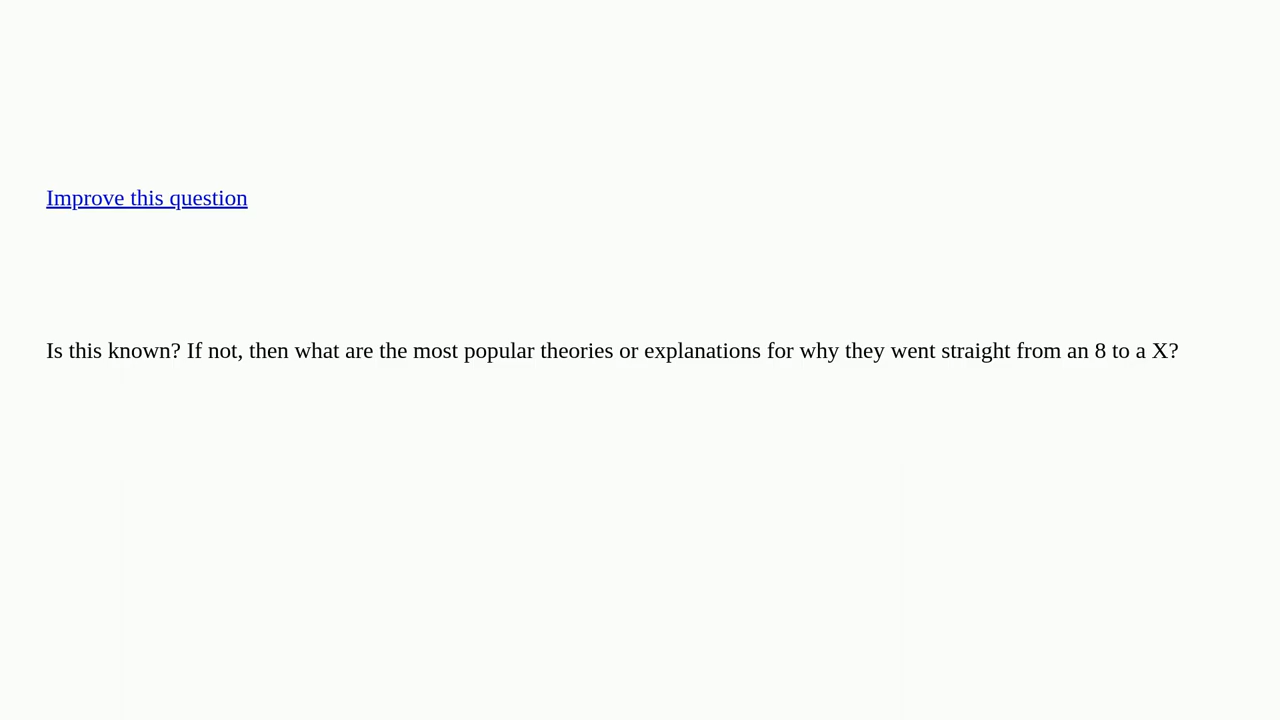 Improve this question
Is this known? If not, then what are the most popular theories or explanations for why they went straight from an 8 to a X?